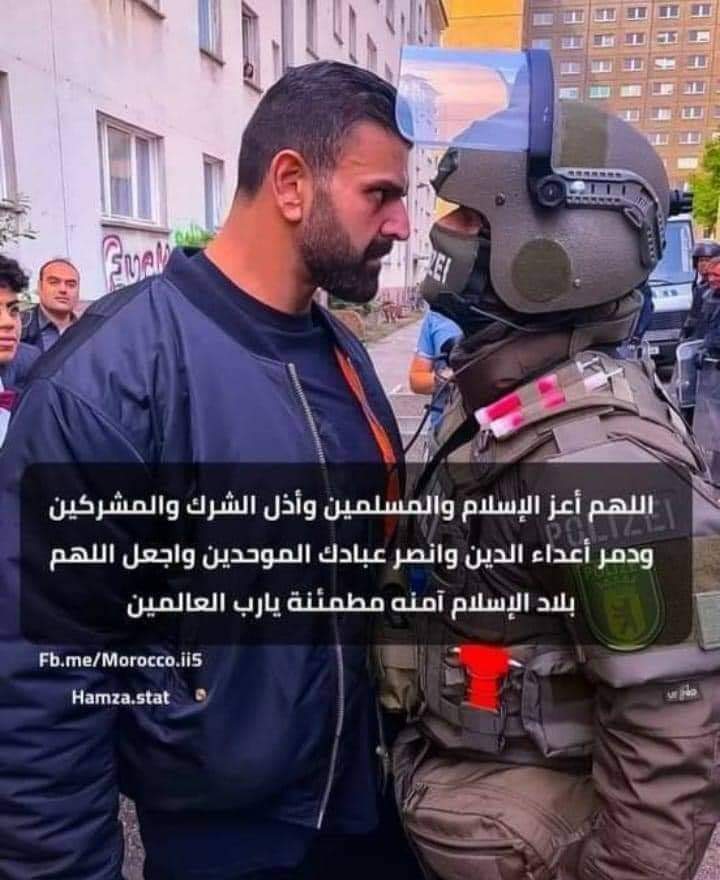 ZEI
اللهم أعز الإسلام والمسلمين وأذل الشرك والمشركين
ودمر أعداء الدين وانصر عبادك الموحدين واجعل اللهم
بلاد الإسلام آمنه مطمئنة يارب العالمين
POLIZEI
Fb.me/Morocco.ii5
Hamza.stat